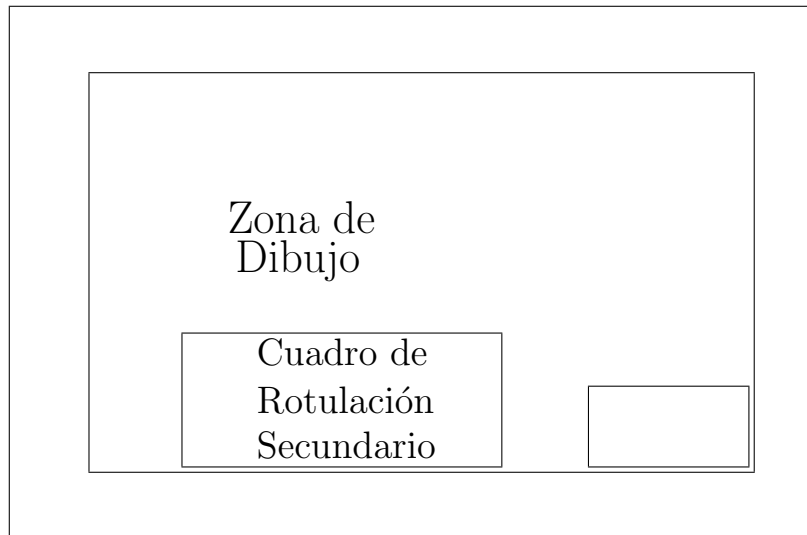 Zona de
Dibujo
Cuadro de
Rotulación
Secundario